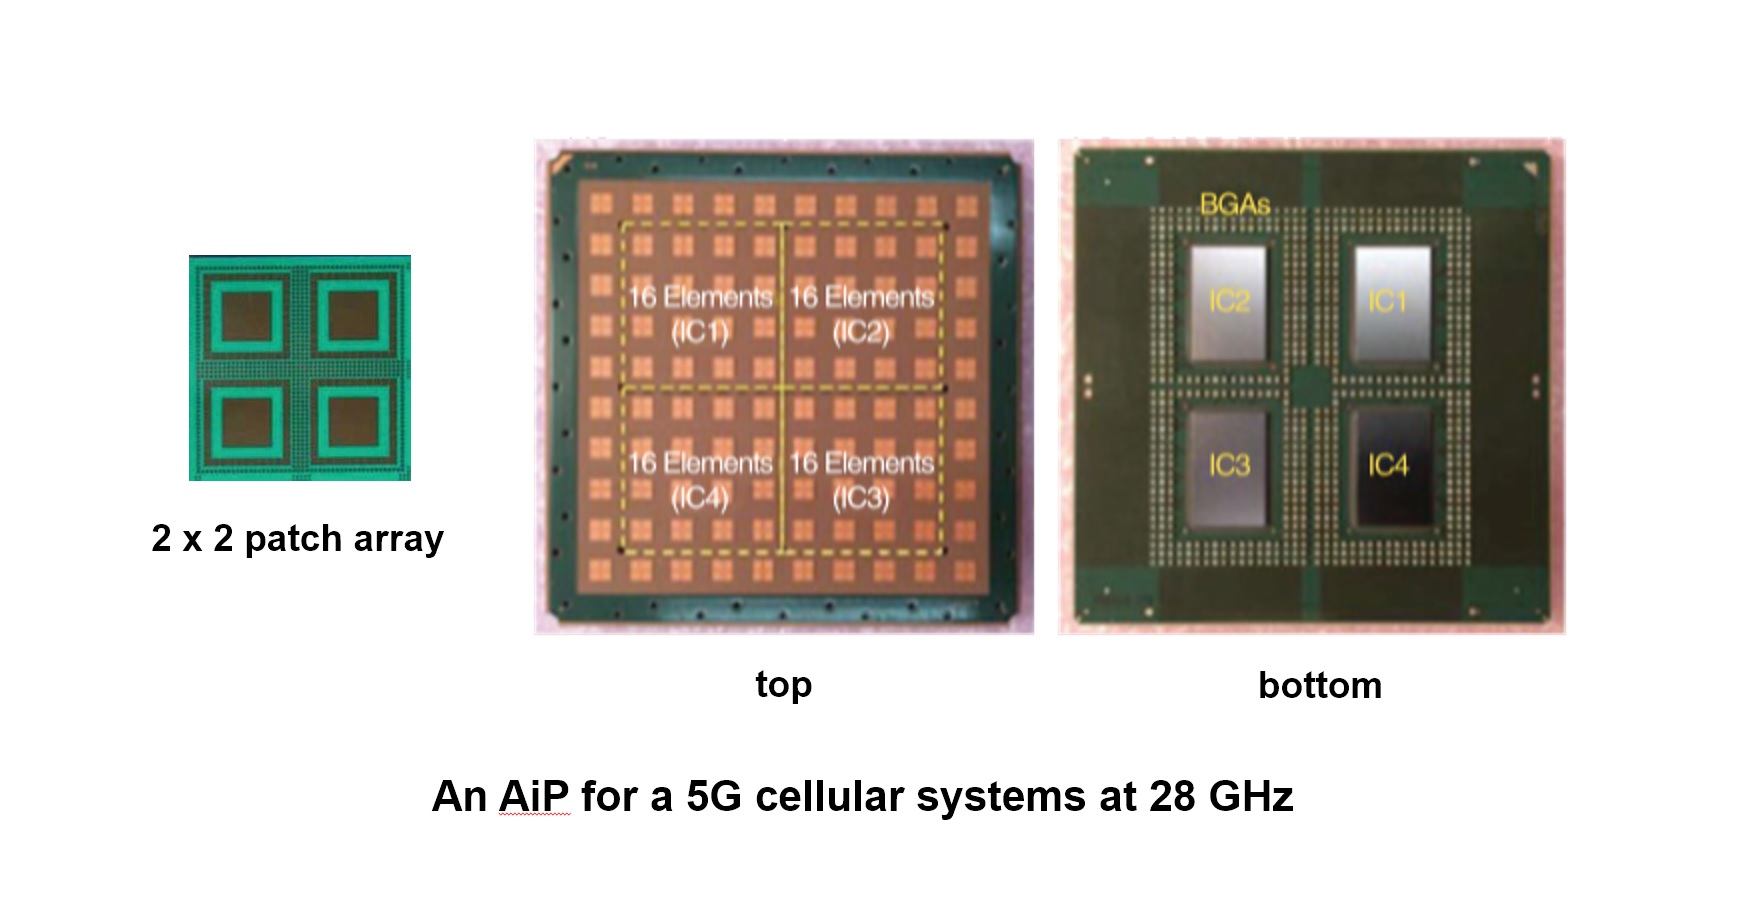 2 x 2 patch array
16 Elements
(IC1)
16 Elements
(IC2)
16 Elements
(IC4)
16 Elements
(IC3)
top
BGAs
IC2
IC1
IC3
IC4
bottom
An AiP for a 5G cellular systems at 28 GHz